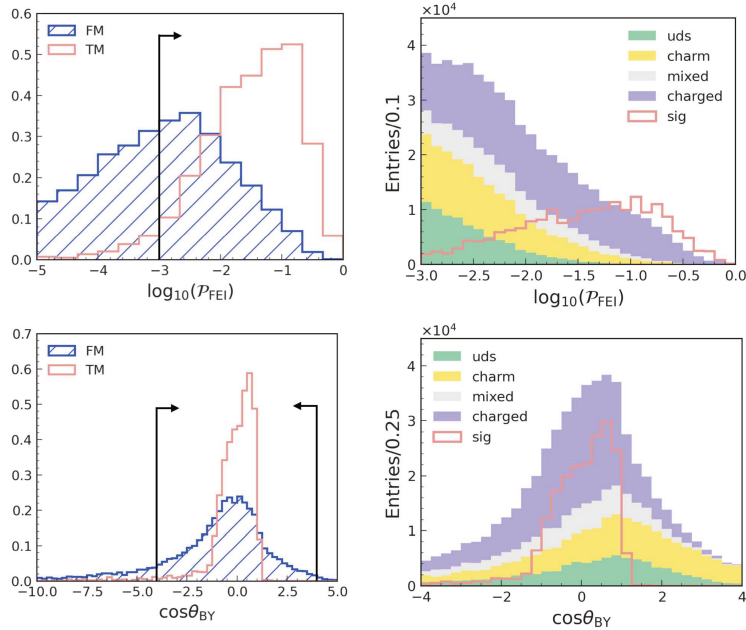 FM
TM
0.6
0.5
0.4
0.3
0.2
0.1
0.0
−5 −4 −3 −2 −1 0
log10(𝒫FEI)
×10⁴
uds
charm
mixed
charged
sig
4
3
2
1
0
Entries/0.1
−3.0 −2.5 −2.0 −1.5 −1.0 −0.5 0.0
log10(𝒫FEI)
FM
TM
0.7
0.6
0.5
0.4
0.3
0.2
0.1
0.0
−10.0 −7.5 −5.0 −2.5 0.0 2.5 5.0
cosθBY
×10⁴
uds
charm
mixed
charged
sig
4
3
2
1
0
Entries/0.25
−4 −2 0 2 4
cosθBY